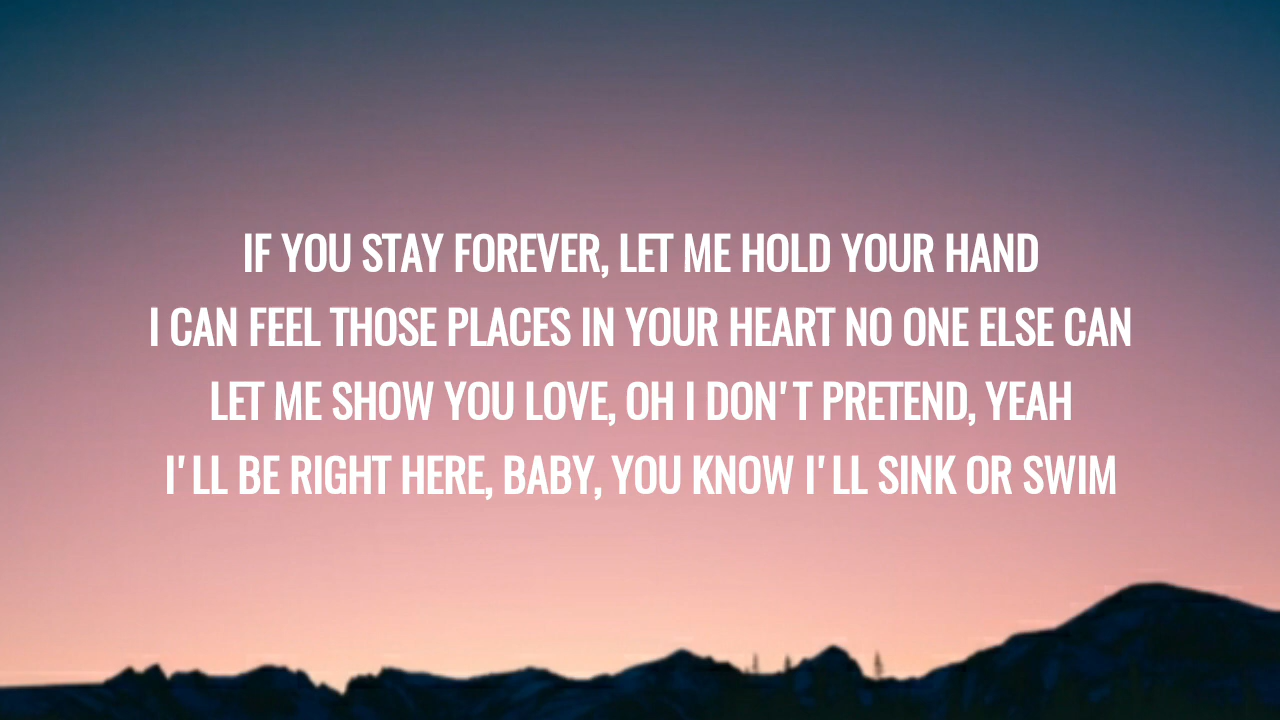 IF YOU STAY FOREVER, LET ME HOLD YOUR HAND
I CAN FEEL THOSE PLACES IN YOUR HEART NO ONE ELSE CAN
LET ME SHOW YOU LOVE, OH I DON'T PRETEND, YEAH
I'LL BE RIGHT HERE, BABY, YOU KNOW I'LL SINK OR SWIM